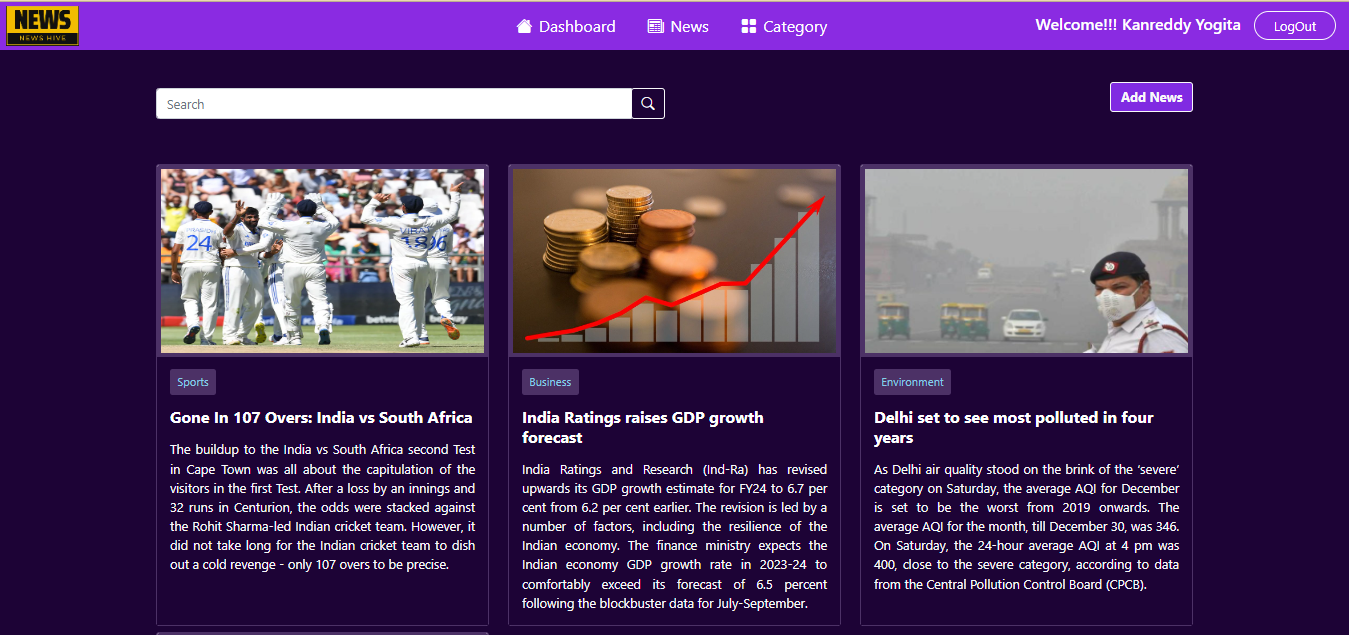 NEWS
NEWS HIVE
Dashboard
News
Category
Welcome!!! Kanreddy Yogita
LogOut
Search
Add News
24
186
Sports
Gone In 107 Overs: India vs South Africa
The buildup to the India vs South Africa second Test
in Cape Town was all about the capitulation of the
visitors in the first Test. After a loss by an innings and
32 runs in Centurion, the odds were stacked against
the Rohit Sharma-led Indian cricket team. However, it
did not take long for the Indian cricket team to dish
out a cold revenge - only 107 overs to be precise.
Business
India Ratings raises GDP growth
forecast
India Ratings and Research (Ind-Ra) has revised
upwards its GDP growth estimate for FY24 to 6.7 per
cent from 6.2 per cent earlier. The revision is led by a
number of factors, including the resilience of the
Indian economy. The finance ministry expects the
Indian economy GDP growth rate in 2023-24 to
comfortably exceed its forecast of 6.5 percent
following the blockbuster data for July-September.
Environment
Delhi set to see most polluted in four
years
As Delhi air quality stood on the brink of the ‘severe’
category on Saturday, the average AQI for December
is set to be the worst from 2019 onwards. The
average AQI for the month, till December 30, was 346.
On Saturday, the 24-hour average AQI at 4 pm was
400, close to the severe category, according to data
from the Central Pollution Control Board (CPCB).